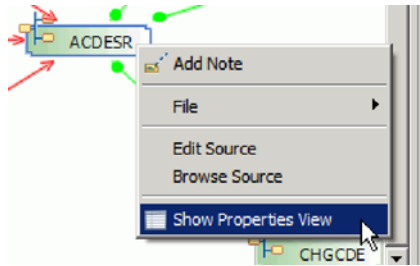 ACDESR
Add Note
File
Edit Source
Browse Source
Show Properties View
CHGCDE